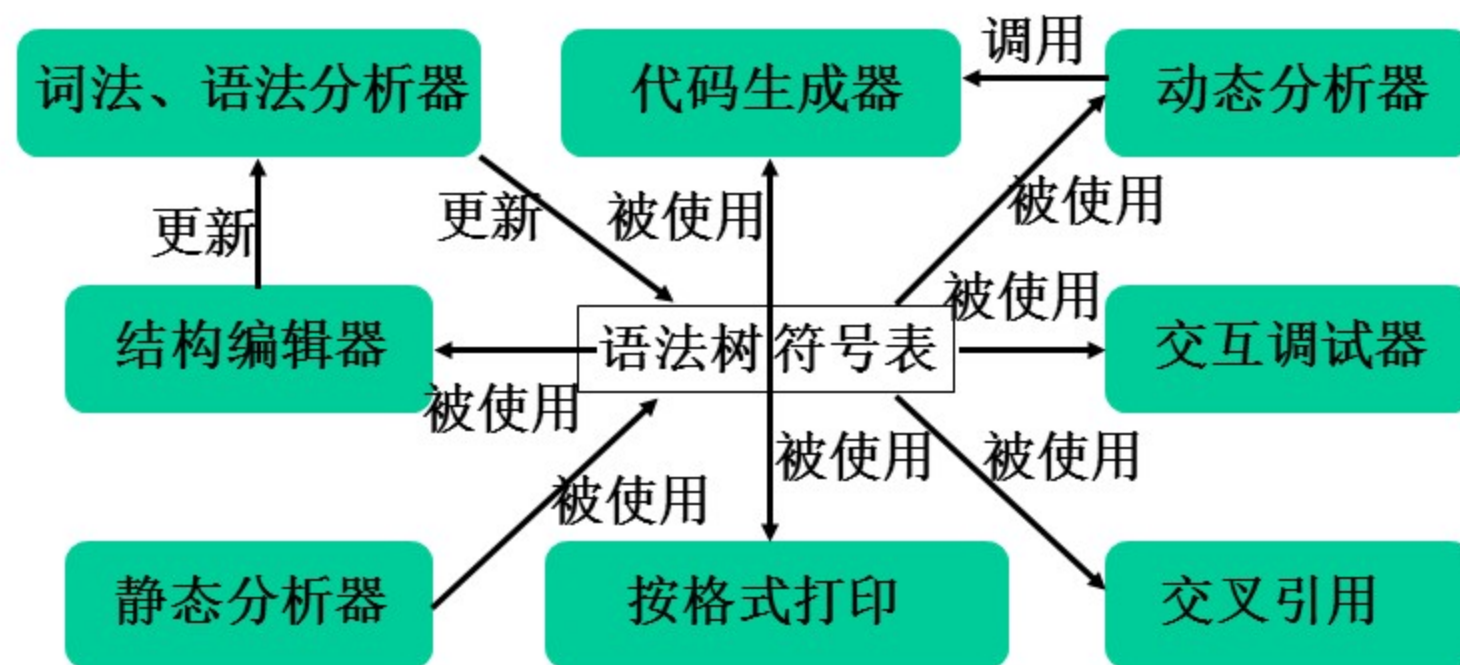 词法、语法分析器
代码生成器
调用
动态分析器
更新
更新
被使用
被使用
结构编辑器
语法树 符号表
被使用
交互调试器
被使用
被使用
被使用
被使用
静态分析器
按格式打印
交叉引用